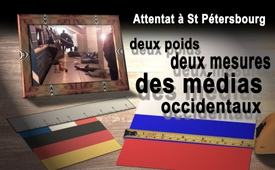 Attentat à St Pétersbourg
deux poids
deux mesures
des médias
occidentaux